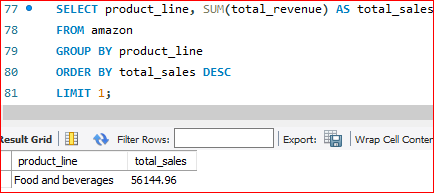 77 SELECT product_line, SUM(total_revenue) AS total_sales
78 FROM amazon
79 GROUP BY product_line
80 ORDER BY total_sales DESC
81 LIMIT 1;
Result Grid Filter Rows: Export: Wrap Cell Conten
product_line total_sales
Food and beverages 56144.96